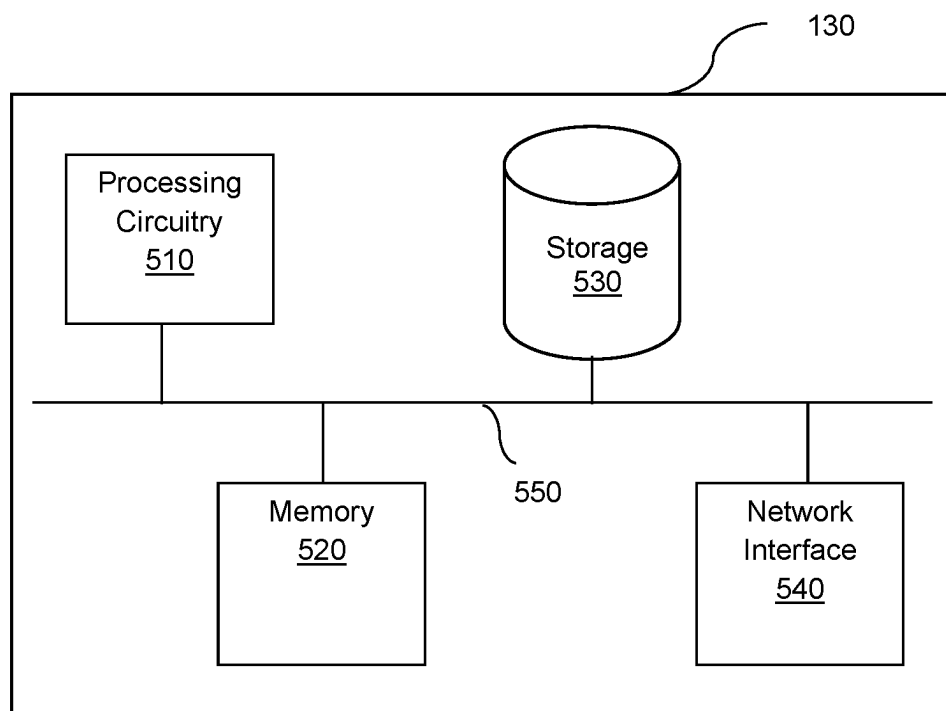 130
Processing
Circuitry
510
Storage
530
550
Memory
520
Network
Interface
540